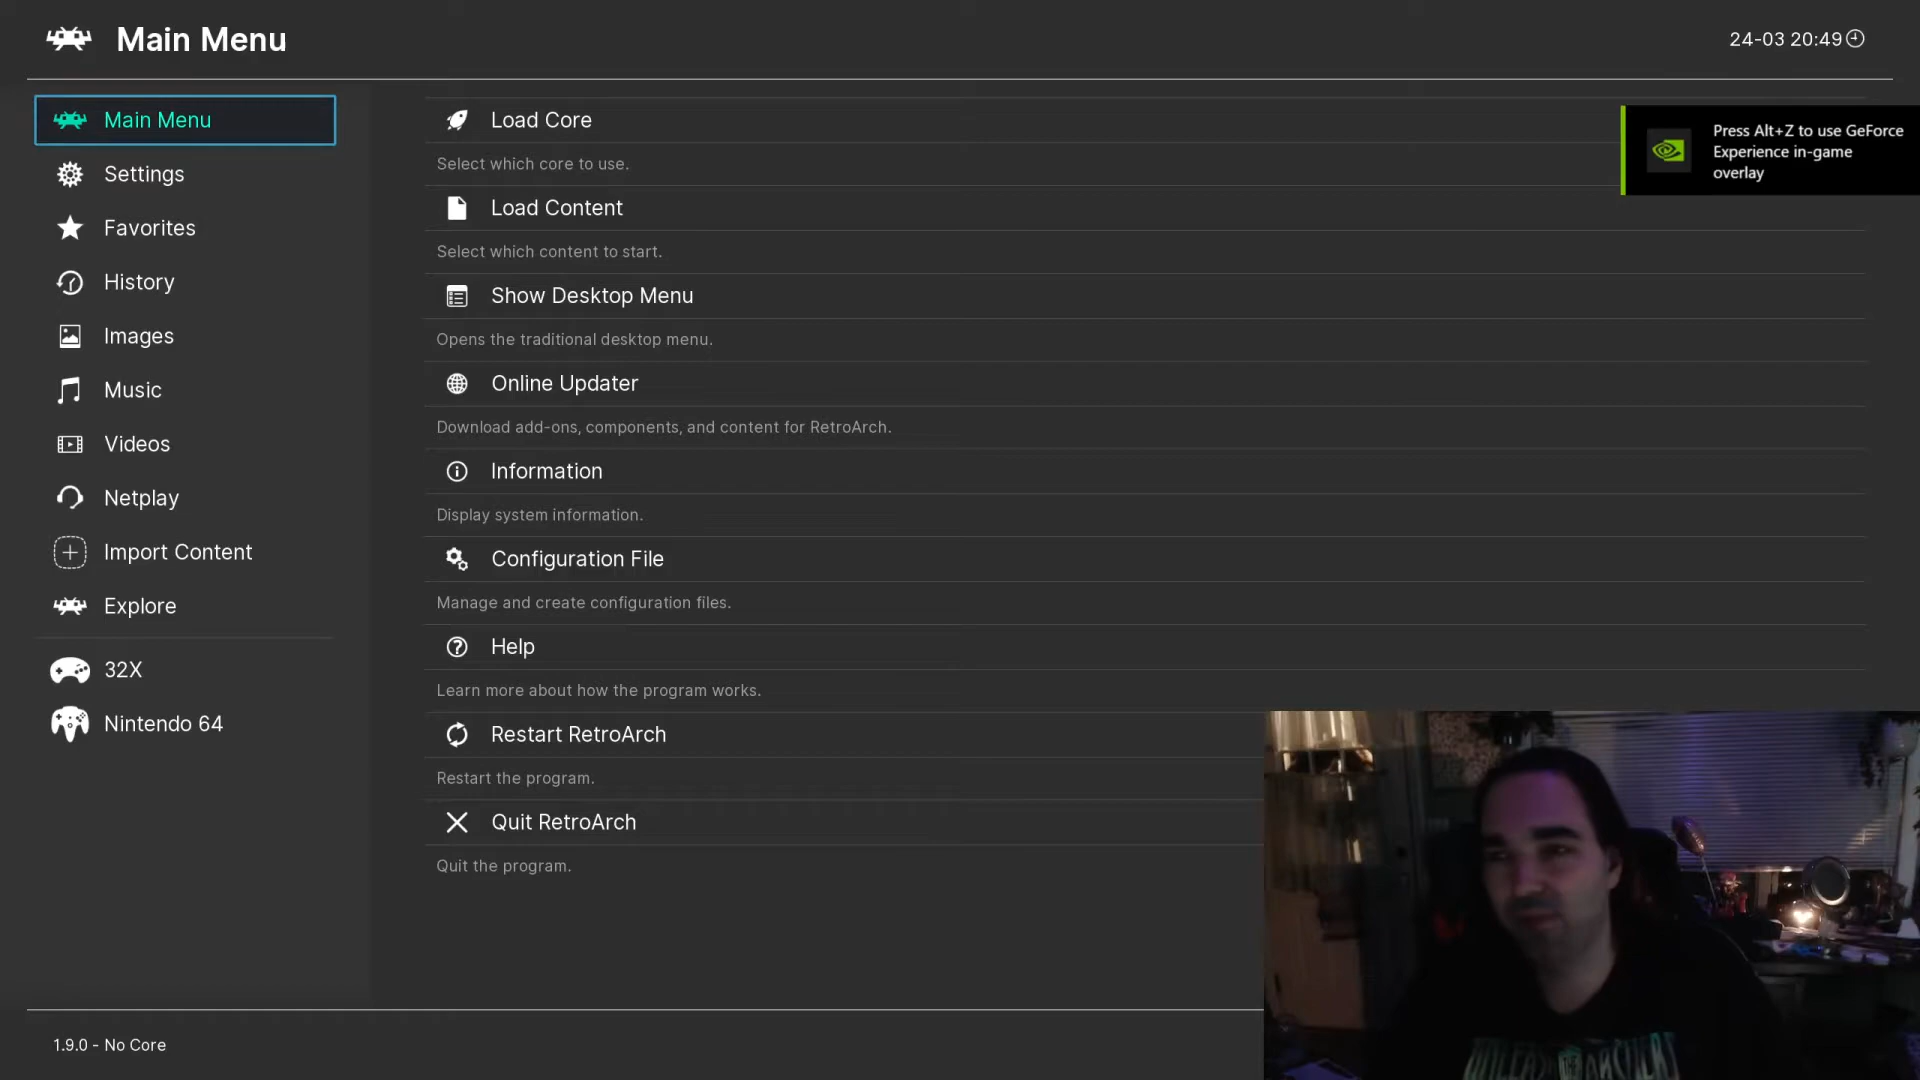 Main Menu
24-03 20:49
Main Menu
Settings
Favorites
History
Images
Music
Videos
Netplay
Import Content
Explore
32X
Nintendo 64
Load Core
Select which core to use.
Load Content
Select which content to start.
Show Desktop Menu
Opens the traditional desktop menu.
Online Updater
Download add-ons, components, and content for RetroArch.
Information
Display system information.
Configuration File
Manage and create configuration files.
Help
Learn more about how the program works.
Restart RetroArch
Restart the program.
Quit RetroArch
Quit the program.
Press Alt+Z to use GeForce
Experience in-game
overlay
1.9.0 - No Core